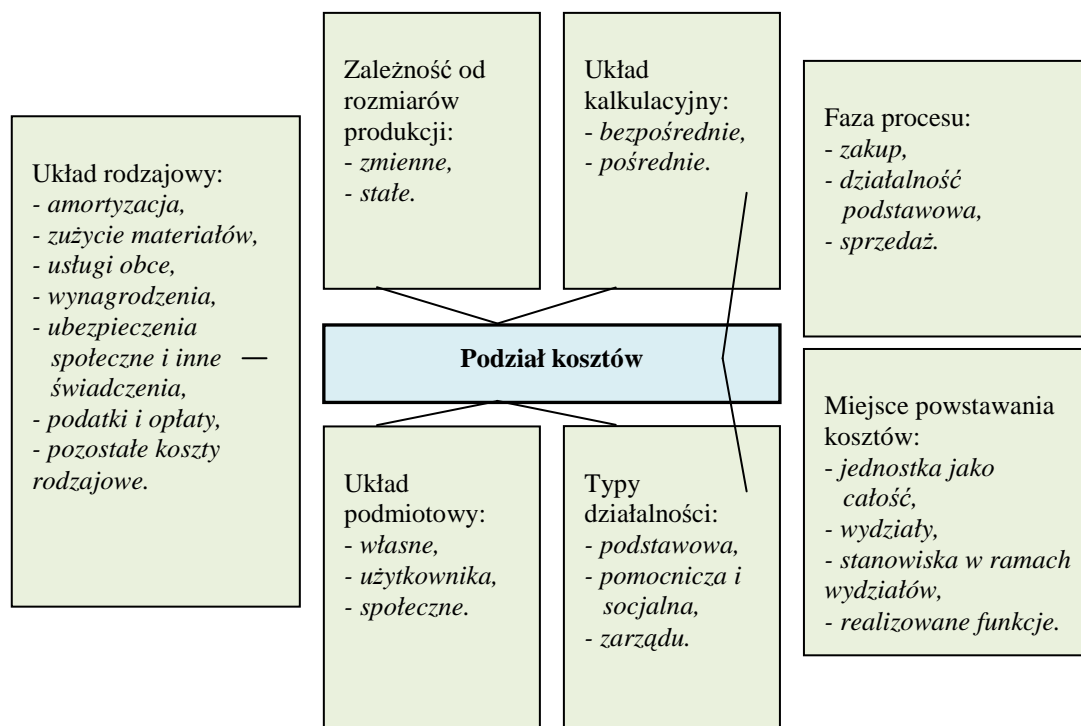 Układ rodzajowy:
- amortyzacja,
- zużycie materiałów,
- usługi obce,
- wynagrodzenia,
- ubezpieczenia
społeczne i inne
świadczenia,
- podatki i opłaty,
- pozostałe koszty
rodzajowe.
Zależność od
rozmiarów
produkcji:
- zmienne,
- stałe.
Układ
kalkulacyjny:
- bezpośrednie,
- pośrednie.
Faza procesu:
- zakup,
- działalność
podstawowa,
- sprzedaż.
Podział kosztów
Układ
podmiotowy:
- własne,
- użytkownika,
- społeczne.
Typy
działalności:
- podstawowa,
- pomocnicza i
socjalna,
- zarządu.
Miejsce powstawania
kosztów:
- jednostka jako
całość,
- wydziały,
- stanowiska w ramach
wydziałów,
- realizowane funkcje.